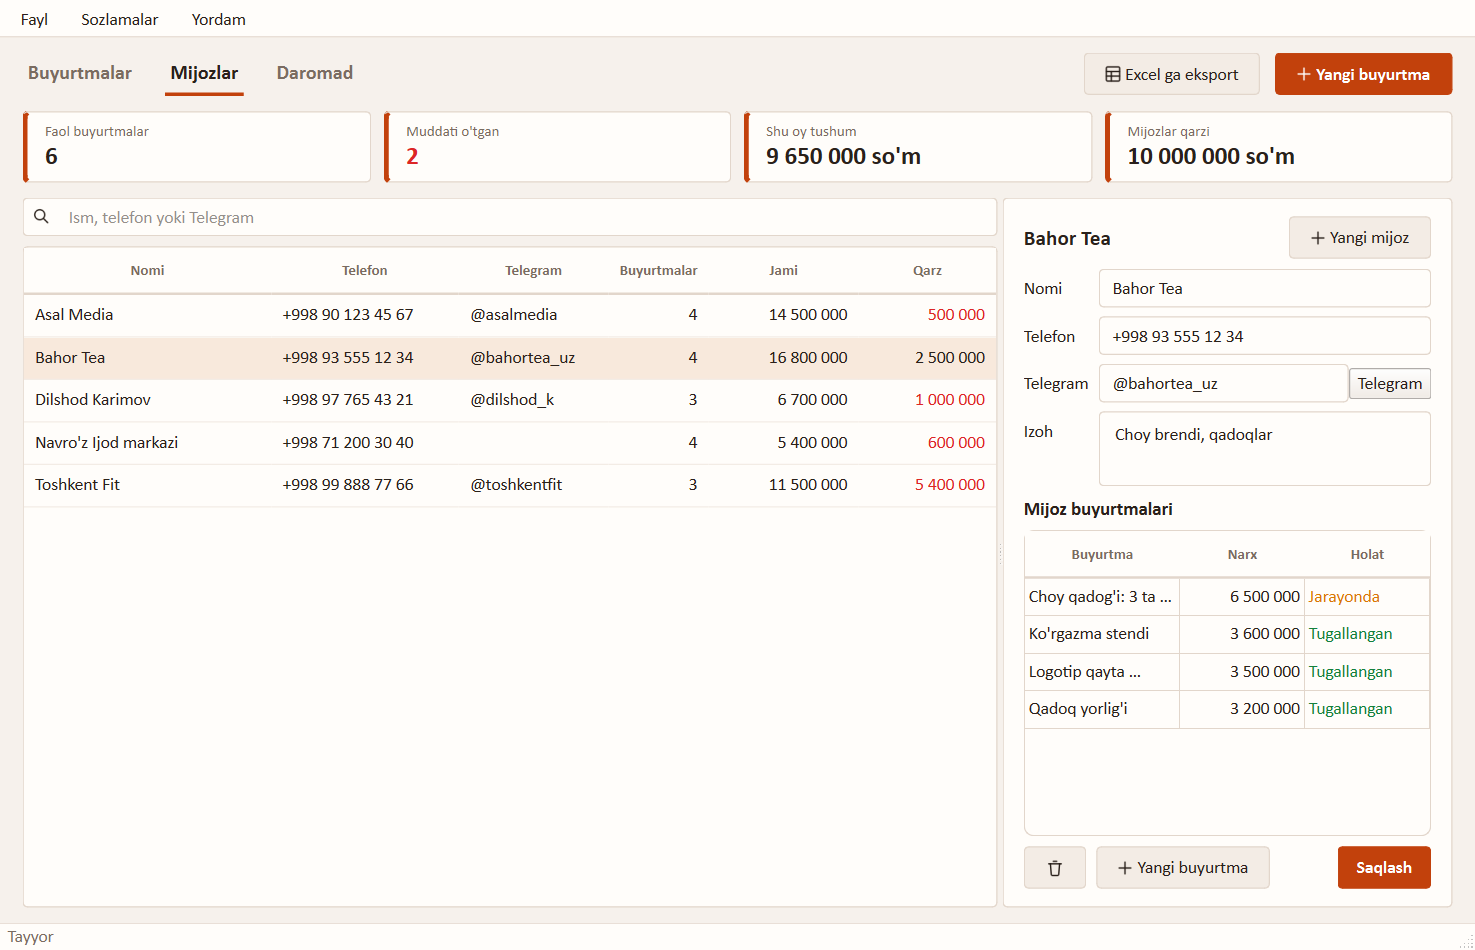 Fayl Sozlamalar Yordam
Buyurtmalar Mijozlar Daromad Excel ga eksport + Yangi buyurtma
Faol buyurtmalar Muddati o'tgan Shu oy tushum Mijozlar qarzi
6 2 9 650 000 so'm 10 000 000 so'm
Ism, telefon yoki Telegram
Nomi Telefon Telegram Buyurtmalar Jami Qarz
Asal Media +998 90 123 45 67 @asalmedia 4 14 500 000 500 000
Bahor Tea +998 93 555 12 34 @bahortea_uz 4 16 800 000 2 500 000
Dilshod Karimov +998 97 765 43 21 @dilshod_k 3 6 700 000 1 000 000
Navro'z Ijod markazi +998 71 200 30 40 4 5 400 000 600 000
Toshkent Fit +998 99 888 77 66 @toshkentfit 3 11 500 000 5 400 000
Bahor Tea + Yangi mijoz
Nomi Bahor Tea
Telefon +998 93 555 12 34
Telegram @bahortea_uz Telegram
Izoh Choy brendi, qadoqlar
Mijoz buyurtmalari
Buyurtma Narx Holat
Choy qadog'i: 3 ta ... 6 500 000 Jarayonda
Ko'rgazma stendi 3 600 000 Tugallangan
Logotip qayta ... 3 500 000 Tugallangan
Qadoq yorlig'i 3 200 000 Tugallangan
+ Yangi buyurtma Saqlash
Tayyor